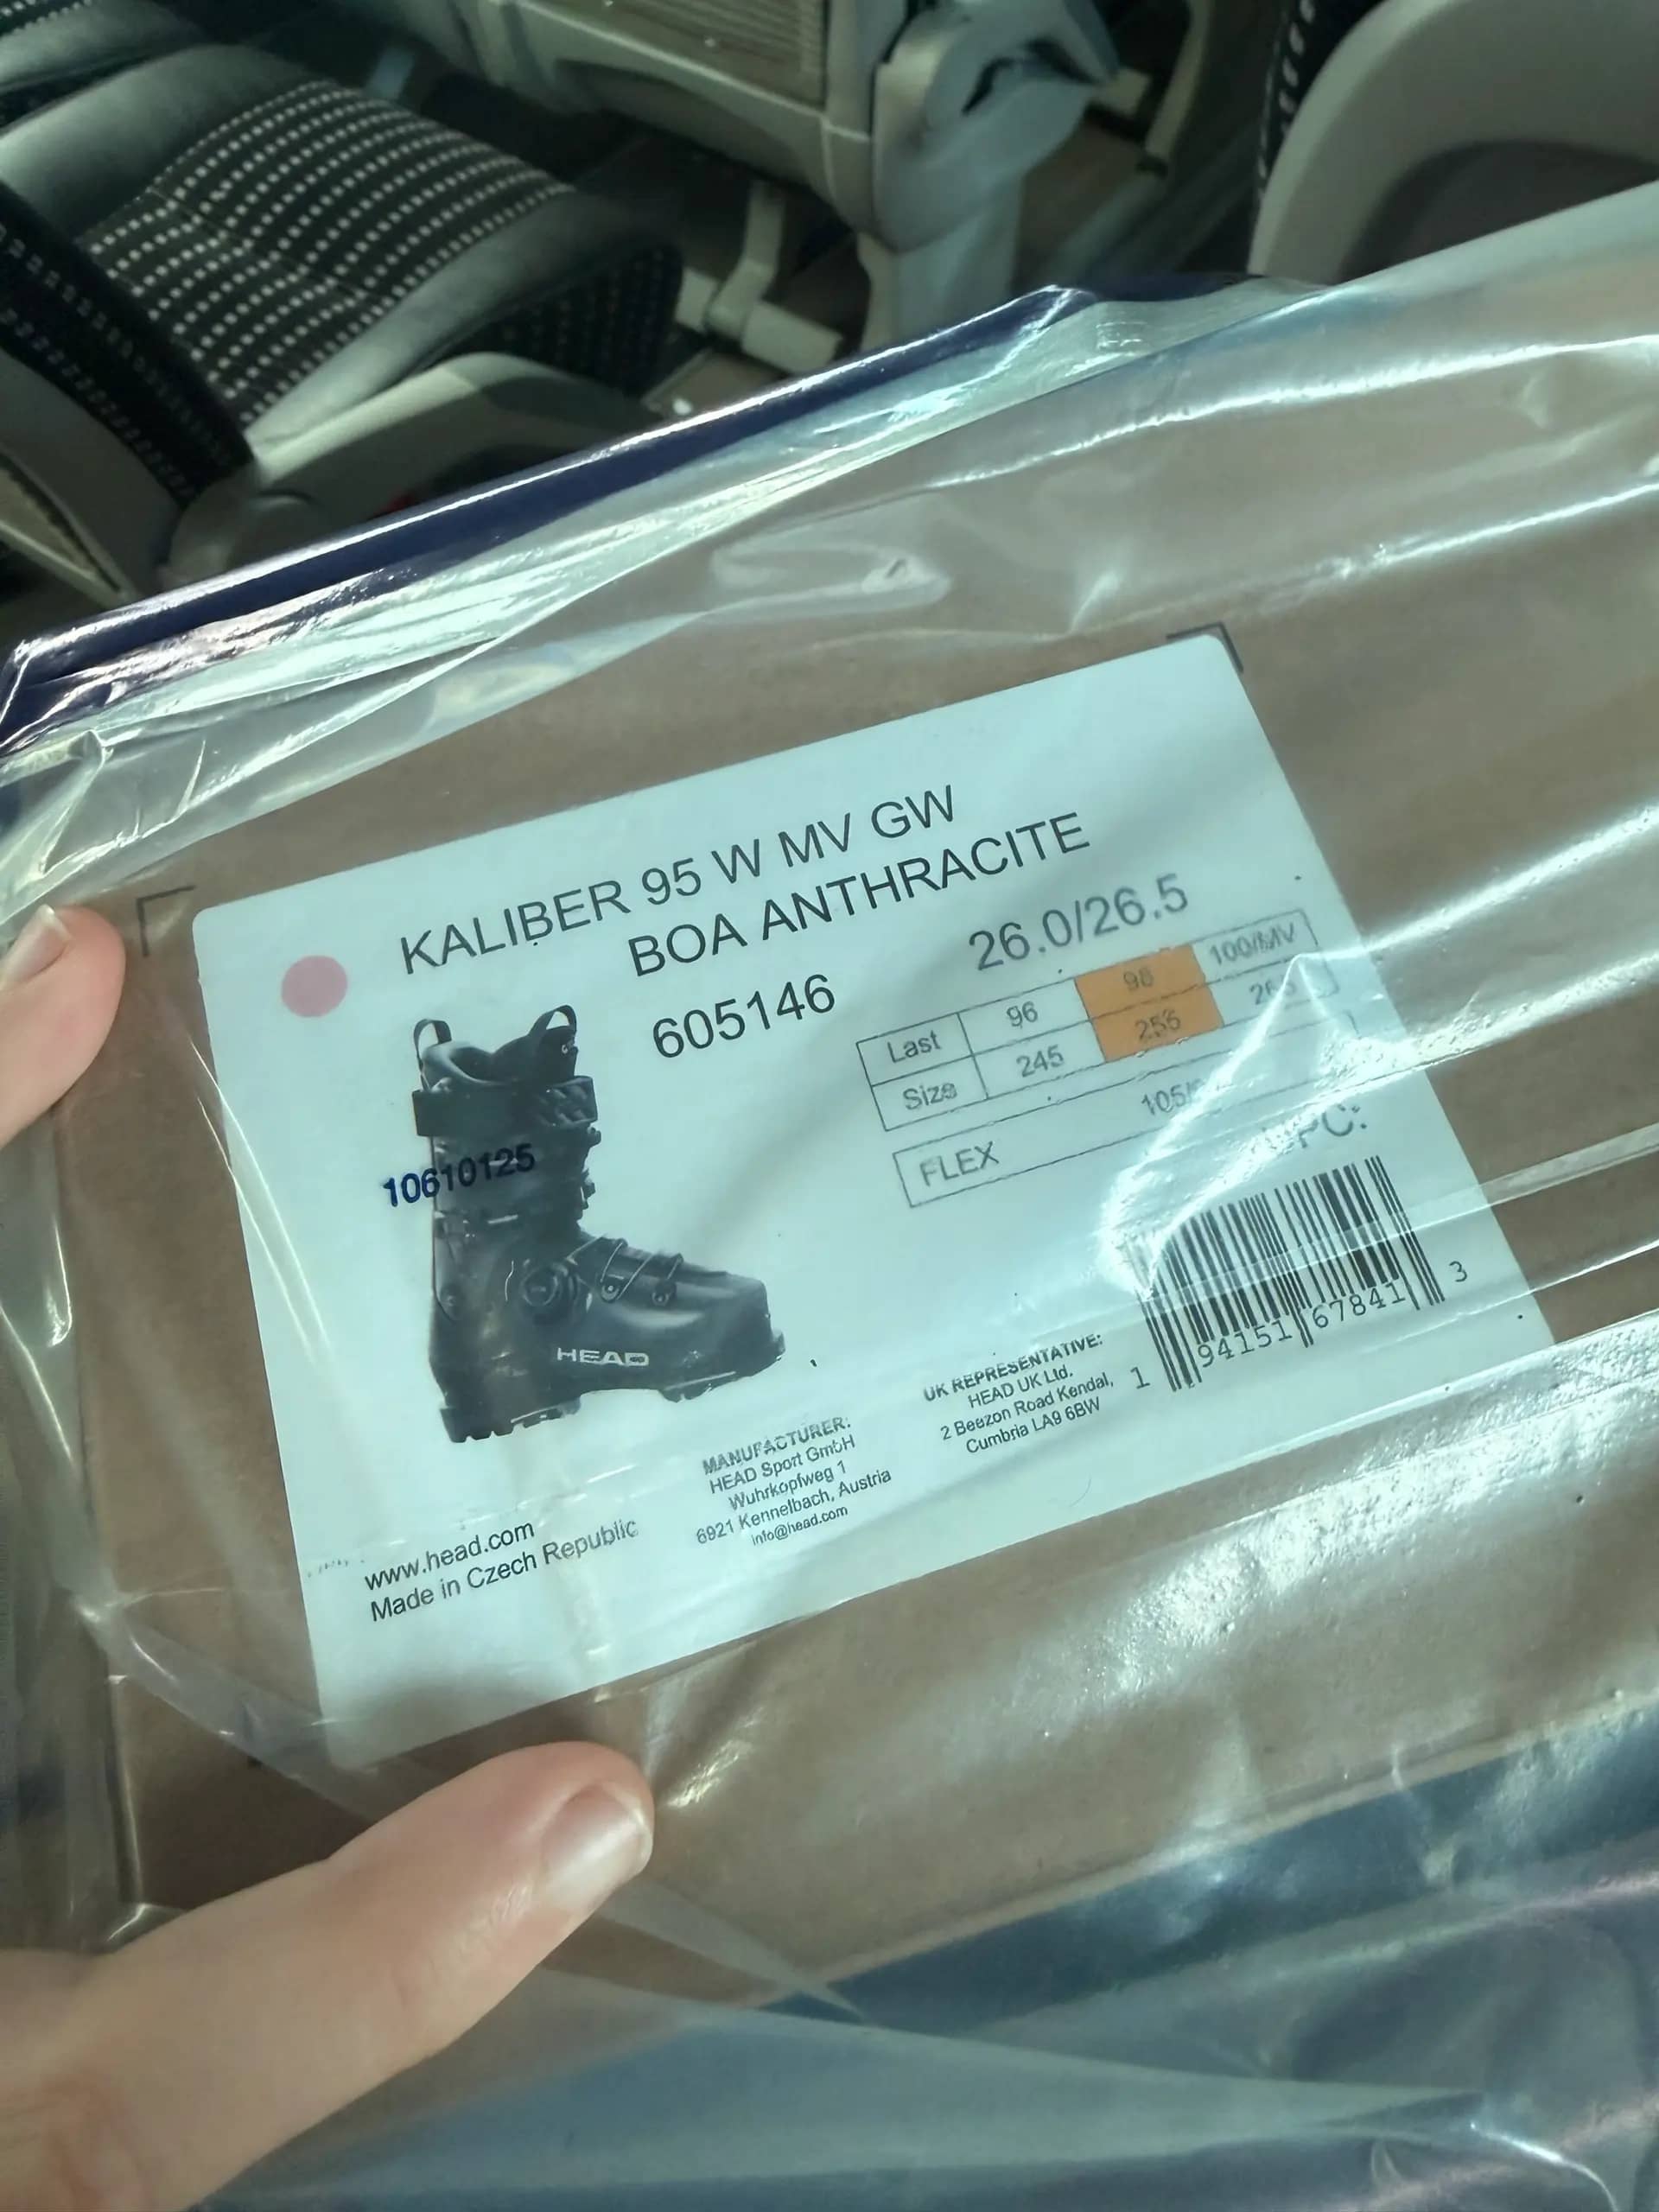 KALIBER 95 W MV GW
BOA ANTHRACITE
605146
26.0/26.5
Last 96 98 100/MV
Size 245 255
FLEX 105/
UPC:
10610125
HEAD
1 94151 67841 3
UK REPRESENTATIVE:
HEAD UK Ltd.
2 Beezon Road Kendal,
Cumbria LA9 6BW
MANUFACTURER:
HEAD Sport GmbH
Wuhrkopfweg 1
6921 Kennelbach, Austria
info@head.com
www.head.com
Made in Czech Republic